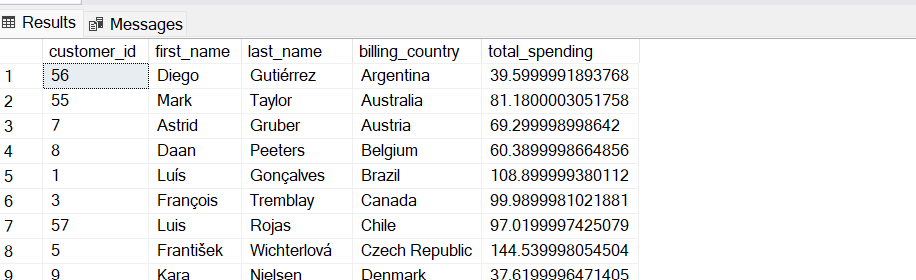 Results Messages
customer_id first_name last_name billing_country total_spending
1 56 Diego Gutiérrez Argentina 39.5999991893768
2 55 Mark Taylor Australia 81.1800003051758
3 7 Astrid Gruber Austria 69.299998998642
4 8 Daan Peeters Belgium 60.3899998664856
5 1 Luís Gonçalves Brazil 108.899999380112
6 3 François Tremblay Canada 99.9899981021881
7 57 Luis Rojas Chile 97.0199997425079
8 5 František Wichterlová Czech Republic 144.539998054504
9 9 Kara Nielsen Denmark 37.6199996471405